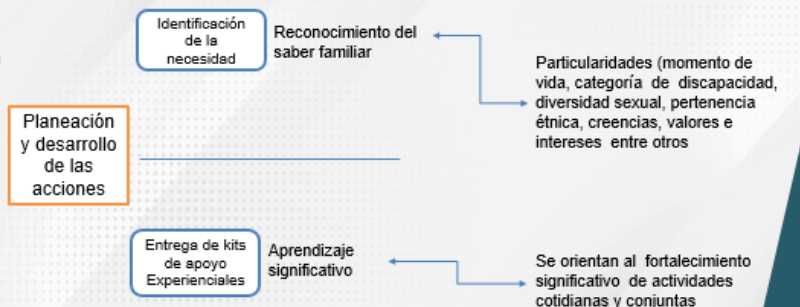 Identificación
de la
necesidad
Reconocimiento del
saber familiar
Particularidades (momento de
vida, categoría de discapacidad,
diversidad sexual, pertenencia
étnica, creencias, valores e
intereses entre otros
Planeación
y desarrollo
de las
acciones
Entrega de kits
de apoyo
Experienciales
Aprendizaje
significativo
Se orientan al fortalecimiento
significativo de actividades
cotidianas y conjuntas